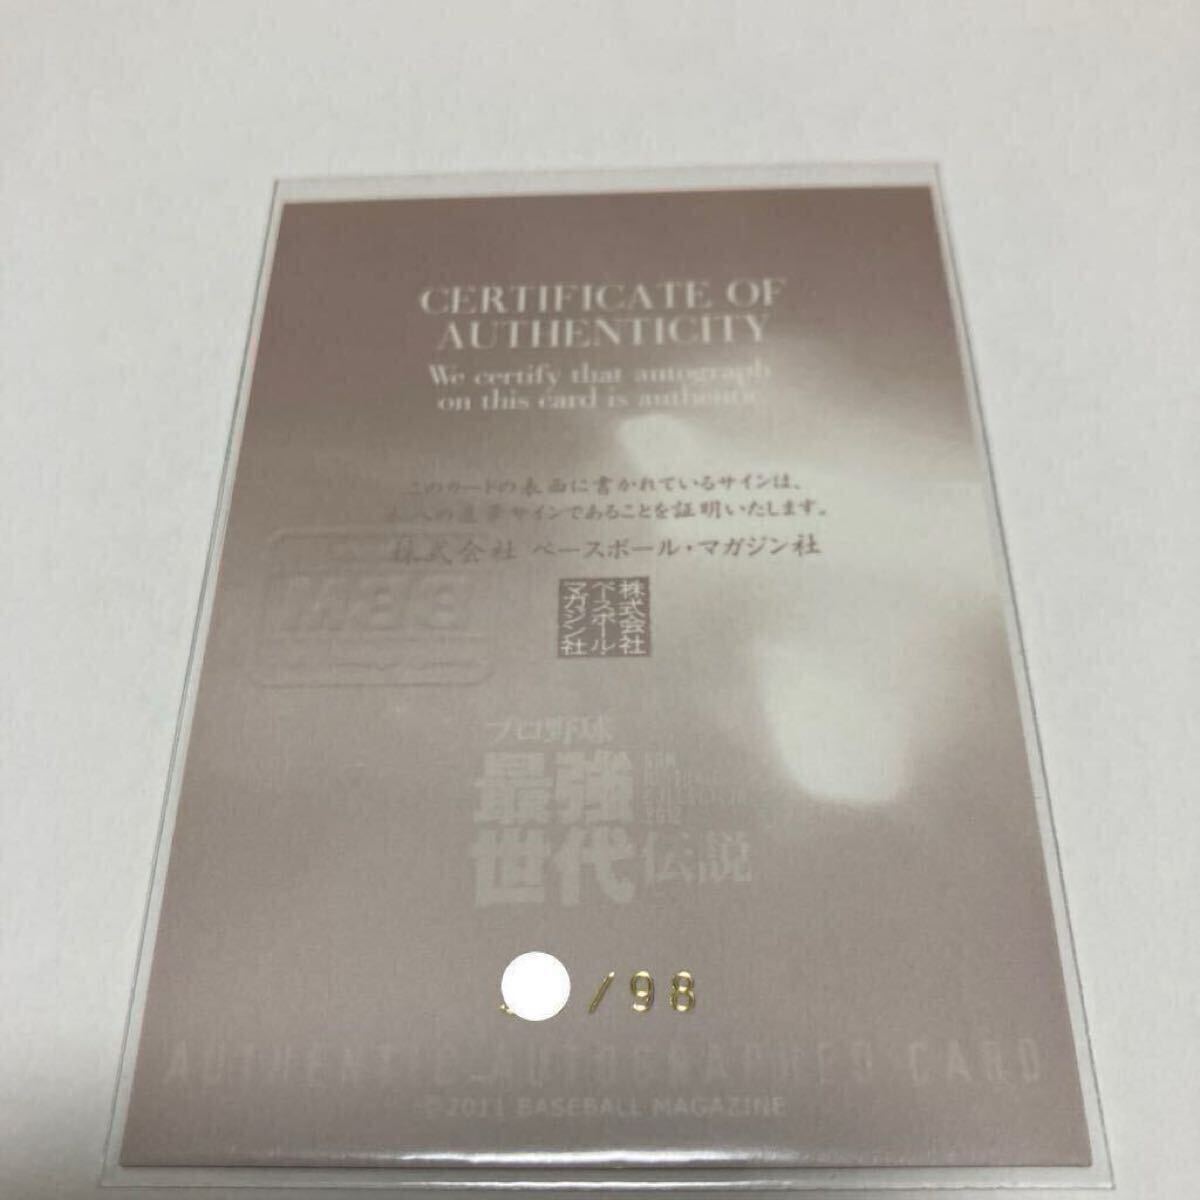 CERTIFICATE OF
AUTHENTICITY
We certify that autograph
on this card is authentic.
このカードの表面に書かれているサインは、
本人の直筆サインであることを証明いたします。
株式会社 ベースボール・マガジン社
株式会社
ベースボール・
マガジン社
BBM
プロ野球
最強
世代伝説
/98
AUTHENTIC AUTOGRAPHED CARD
©2011 BASEBALL MAGAZINE